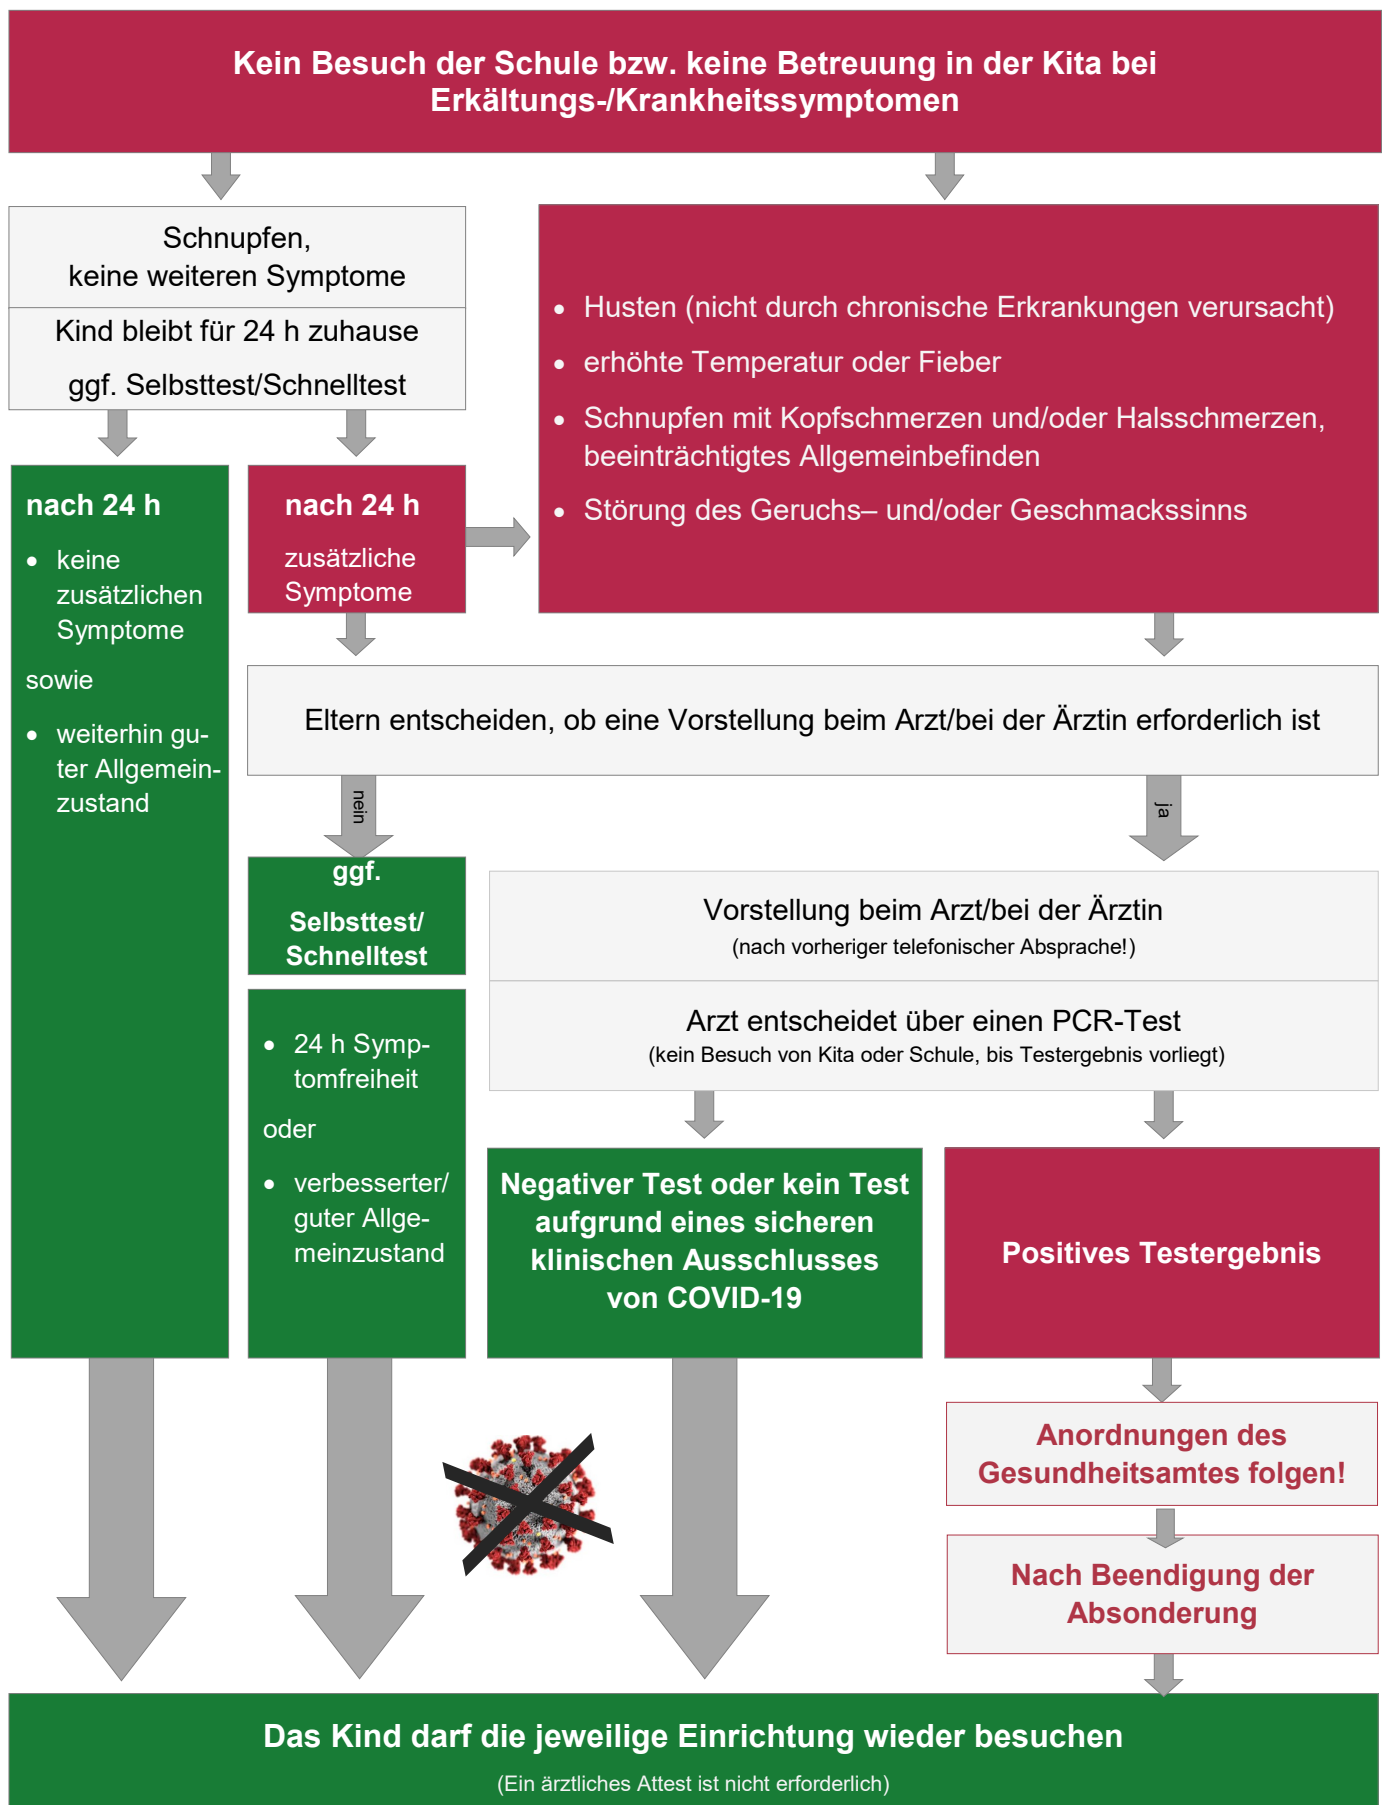 Kein Besuch der Schule bzw. keine Betreuung in der Kita bei
Erkältungs-/Krankheitssymptomen
Schnupfen,
keine weiteren Symptome
Kind bleibt für 24 h zuhause
ggf. Selbsttest/Schnelltest
• Husten (nicht durch chronische Erkrankungen verursacht)
• erhöhte Temperatur oder Fieber
• Schnupfen mit Kopfschmerzen und/oder Halsschmerzen,
beeinträchtigtes Allgemeinbefinden
• Störung des Geruchs– und/oder Geschmackssinns
nach 24 h
• keine
zusätzlichen
Symptome
sowie
• weiterhin gu-
ter Allgemein-
zustand
nach 24 h
zusätzliche
Symptome
Eltern entscheiden, ob eine Vorstellung beim Arzt/bei der Ärztin erforderlich ist
nein
ja
ggf.
Selbsttest/
Schnelltest
• 24 h Symp-
tomfreiheit
oder
• verbesserter/
guter Allge-
meinzustand
Vorstellung beim Arzt/bei der Ärztin
(nach vorheriger telefonischer Absprache!)
Arzt entscheidet über einen PCR-Test
(kein Besuch von Kita oder Schule, bis Testergebnis vorliegt)
Negativer Test oder kein Test
aufgrund eines sicheren
klinischen Ausschlusses
von COVID-19
Positives Testergebnis
Anordnungen des
Gesundheitsamtes folgen!
Nach Beendigung der
Absonderung
Das Kind darf die jeweilige Einrichtung wieder besuchen
(Ein ärztliches Attest ist nicht erforderlich)